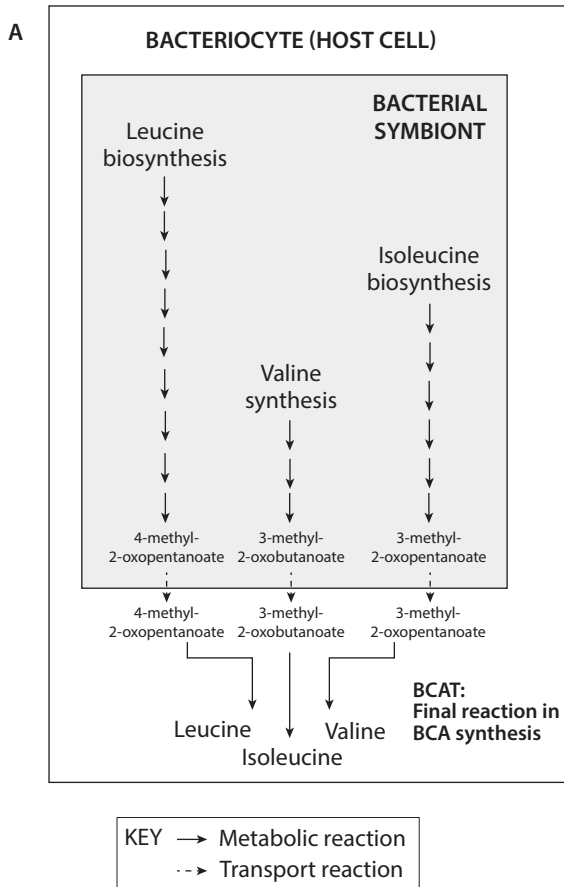 A
BACTERIOCYTE (HOST CELL)
BACTERIAL
SYMBIONT
Leucine
biosynthesis
Isoleucine
biosynthesis
Valine
synthesis
4-methyl-
2-oxopentanoate
3-methyl-
2-oxobutanoate
3-methyl-
2-oxopentanoate
4-methyl-
2-oxopentanoate
3-methyl-
2-oxobutanoate
3-methyl-
2-oxopentanoate
BCAT:
Final reaction in
BCA synthesis
Leucine
Valine
Isoleucine
KEY Metabolic reaction
Transport reaction